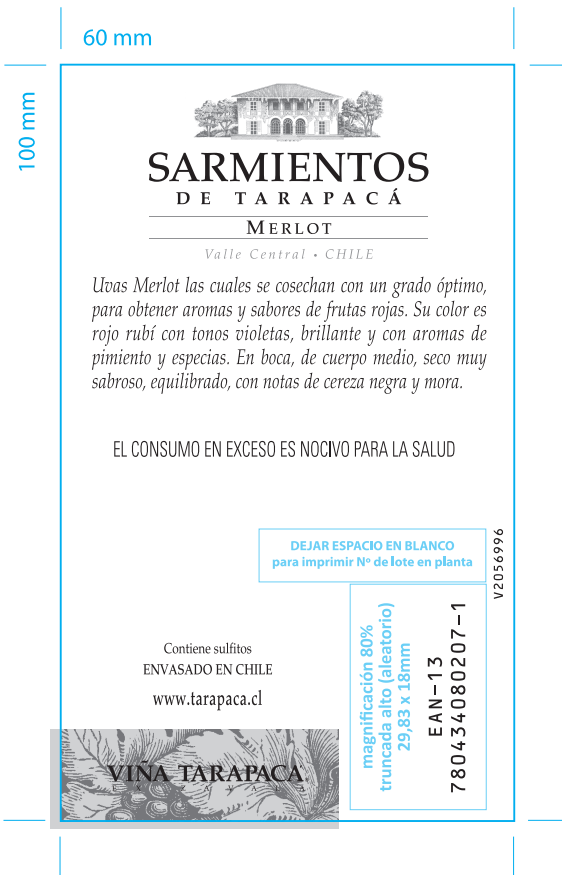 60 mm
100 mm
SARMIENTOS
DE TARAPACÁ
MERLOT
Valle Central • CHILE
Uvas Merlot las cuales se cosechan con un grado óptimo,
para obtener aromas y sabores de frutas rojas. Su color es
rojo rubí con tonos violetas, brillante y con aromas de
pimiento y especias. En boca, de cuerpo medio, seco muy
sabroso, equilibrado, con notas de cereza negra y mora.
EL CONSUMO EN EXCESO ES NOCIVO PARA LA SALUD
DEJAR ESPACIO EN BLANCO
para imprimir Nº de lote en planta
V2056996
magnificación 80%
truncada alto (aleatorio)
29,83 x 18mm
EAN-13
780434080207-1
Contiene sulfitos
ENVASADO EN CHILE
www.tarapaca.cl
VIÑA TARAPACA
EX ZAVALA